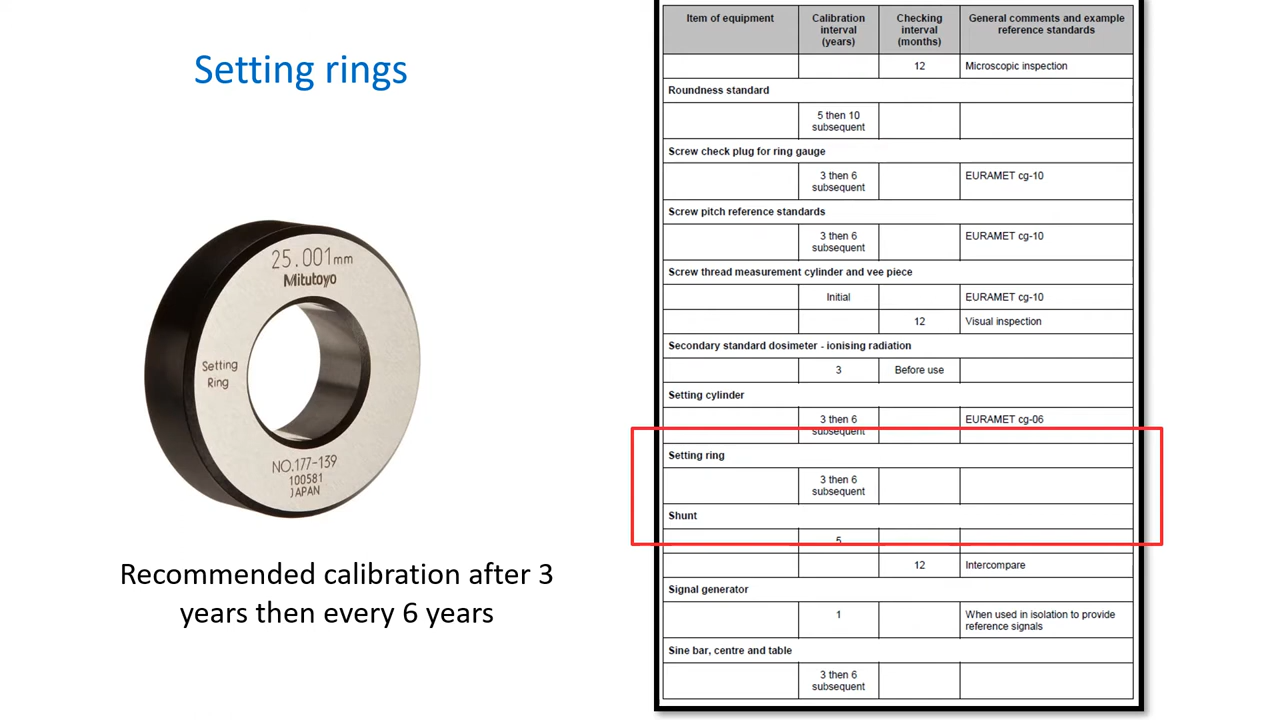 Setting rings
25.001mm
Mitutoyo
Setting
Ring
NO.177-139
100581
JAPAN
Recommended calibration after 3
years then every 6 years
Item of equipment Calibration interval (years) Checking interval (months) General comments and example reference standards
12 Microscopic inspection
Roundness standard
5 then 10 subsequent
Screw check plug for ring gauge
3 then 6 subsequent EURAMET cg-10
Screw pitch reference standards
3 then 6 subsequent EURAMET cg-10
Screw thread measurement cylinder and vee piece
Initial EURAMET cg-10
12 Visual inspection
Secondary standard dosimeter - ionising radiation
3 Before use
Setting cylinder
3 then 6 subsequent EURAMET cg-06
Setting ring
3 then 6 subsequent
Shunt
5
12 Intercompare
Signal generator
1 When used in isolation to provide reference signals
Sine bar, centre and table
3 then 6 subsequent